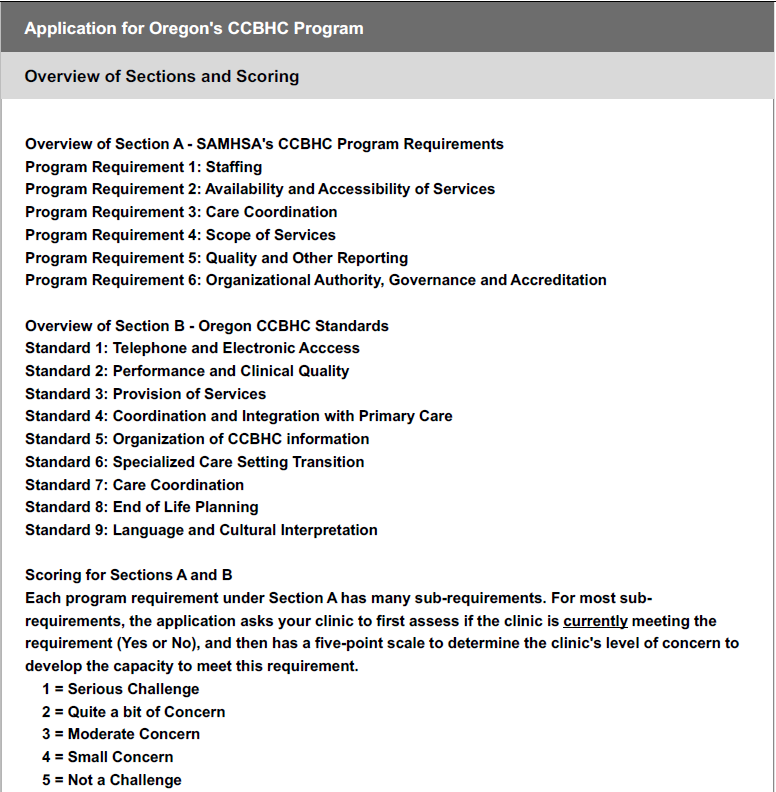 Application for Oregon's CCBHC Program
Overview of Sections and Scoring
Overview of Section A - SAMHSA's CCBHC Program Requirements
Program Requirement 1: Staffing
Program Requirement 2: Availability and Accessibility of Services
Program Requirement 3: Care Coordination
Program Requirement 4: Scope of Services
Program Requirement 5: Quality and Other Reporting
Program Requirement 6: Organizational Authority, Governance and Accreditation
Overview of Section B - Oregon CCBHC Standards
Standard 1: Telephone and Electronic Acccess
Standard 2: Performance and Clinical Quality
Standard 3: Provision of Services
Standard 4: Coordination and Integration with Primary Care
Standard 5: Organization of CCBHC information
Standard 6: Specialized Care Setting Transition
Standard 7: Care Coordination
Standard 8: End of Life Planning
Standard 9: Language and Cultural Interpretation
Scoring for Sections A and B
Each program requirement under Section A has many sub-requirements. For most sub-
requirements, the application asks your clinic to first assess if the clinic is currently meeting the
requirement (Yes or No), and then has a five-point scale to determine the clinic's level of concern to
develop the capacity to meet this requirement.
1 = Serious Challenge
2 = Quite a bit of Concern
3 = Moderate Concern
4 = Small Concern
5 = Not a Challenge